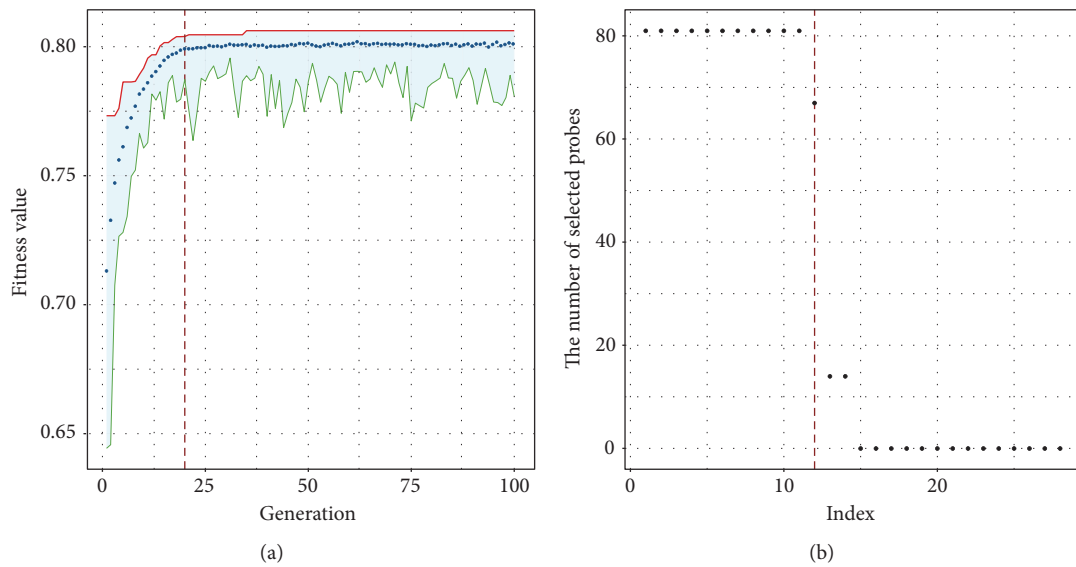 0.80
0.75
0.70
0.65
Fitness value
0
25
50
75
100
Generation
(a)
80
60
40
20
0
The number of selected probes
0
10
20
Index
(b)